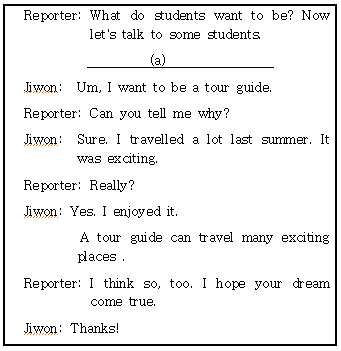 Reporter: What do students want to be? Now
let's talk to some students.
__________(a)__________
Jiwon: Um, I want to be a tour guide.
Reporter: Can you tell me why?
Jiwon: Sure. I travelled a lot last summer. It
was exciting.
Reporter: Really?
Jiwon: Yes. I enjoyed it.
A tour guide can travel many exciting
places .
Reporter: I think so, too. I hope your dream
come true.
Jiwon: Thanks!